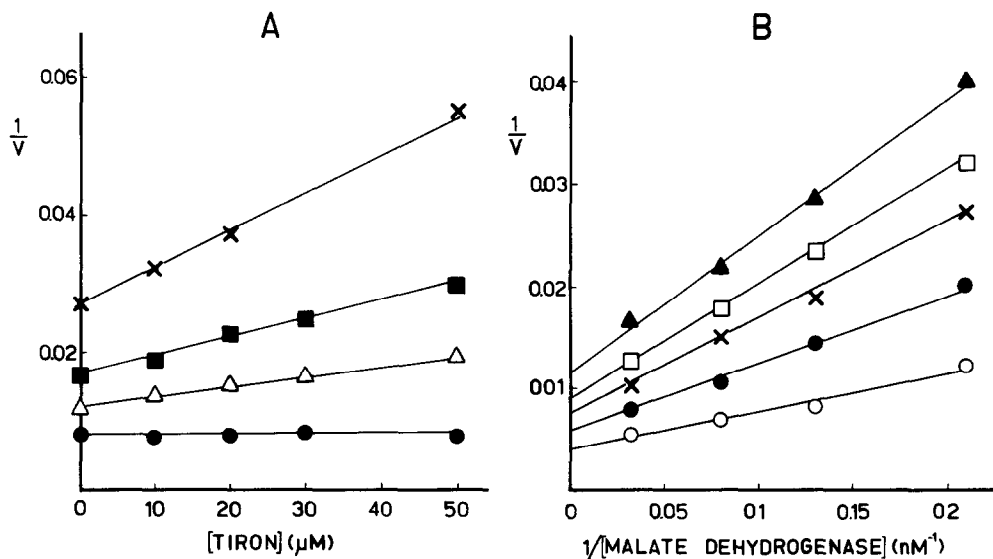 A
0.06
1/V
0.04
0.02
0 10 20 30 40 50
[TIRON] (μM)
B
0.04
1/V
0.03
0.02
0.01
0 0.05 0.1 0.15 0.2
1/[MALATE DEHYDROGENASE] (nM⁻¹)